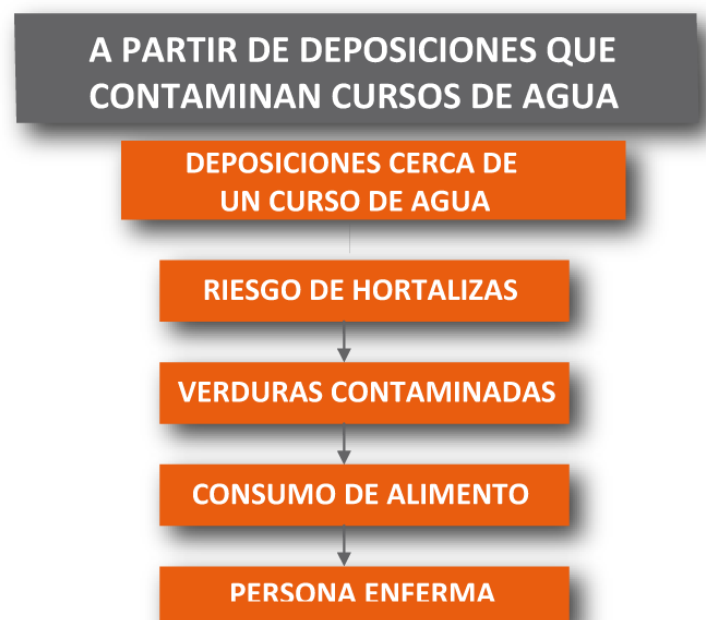 A PARTIR DE DEPOSICIONES QUE
CONTAMINAN CURSOS DE AGUA
DEPOSICIONES CERCA DE
UN CURSO DE AGUA
RIESGO DE HORTALIZAS
VERDURAS CONTAMINADAS
CONSUMO DE ALIMENTO
PERSONA ENFERMA